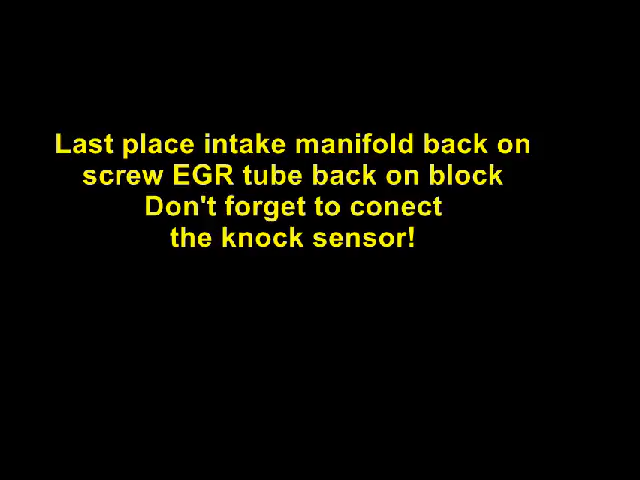 Last place intake manifold back on
screw EGR tube back on block
Don't forget to conect
the knock sensor!